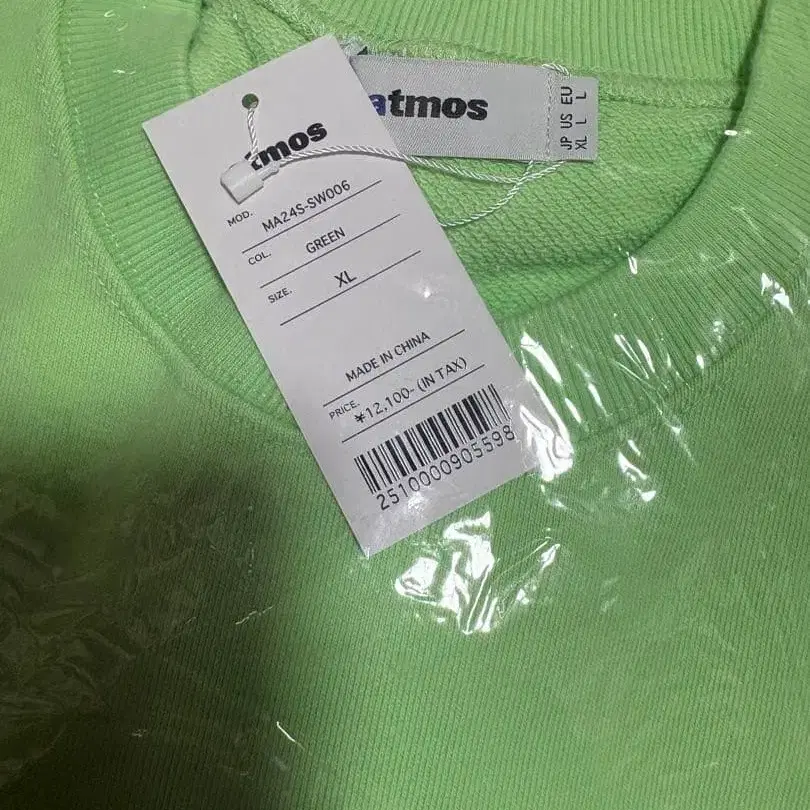 atmos
JP US EU
XL L L
tmos
MOD. MA24S-SW006
COL. GREEN
SIZE. XL
MADE IN CHINA
PRICE. ¥12,100- (IN TAX)
2510000905598